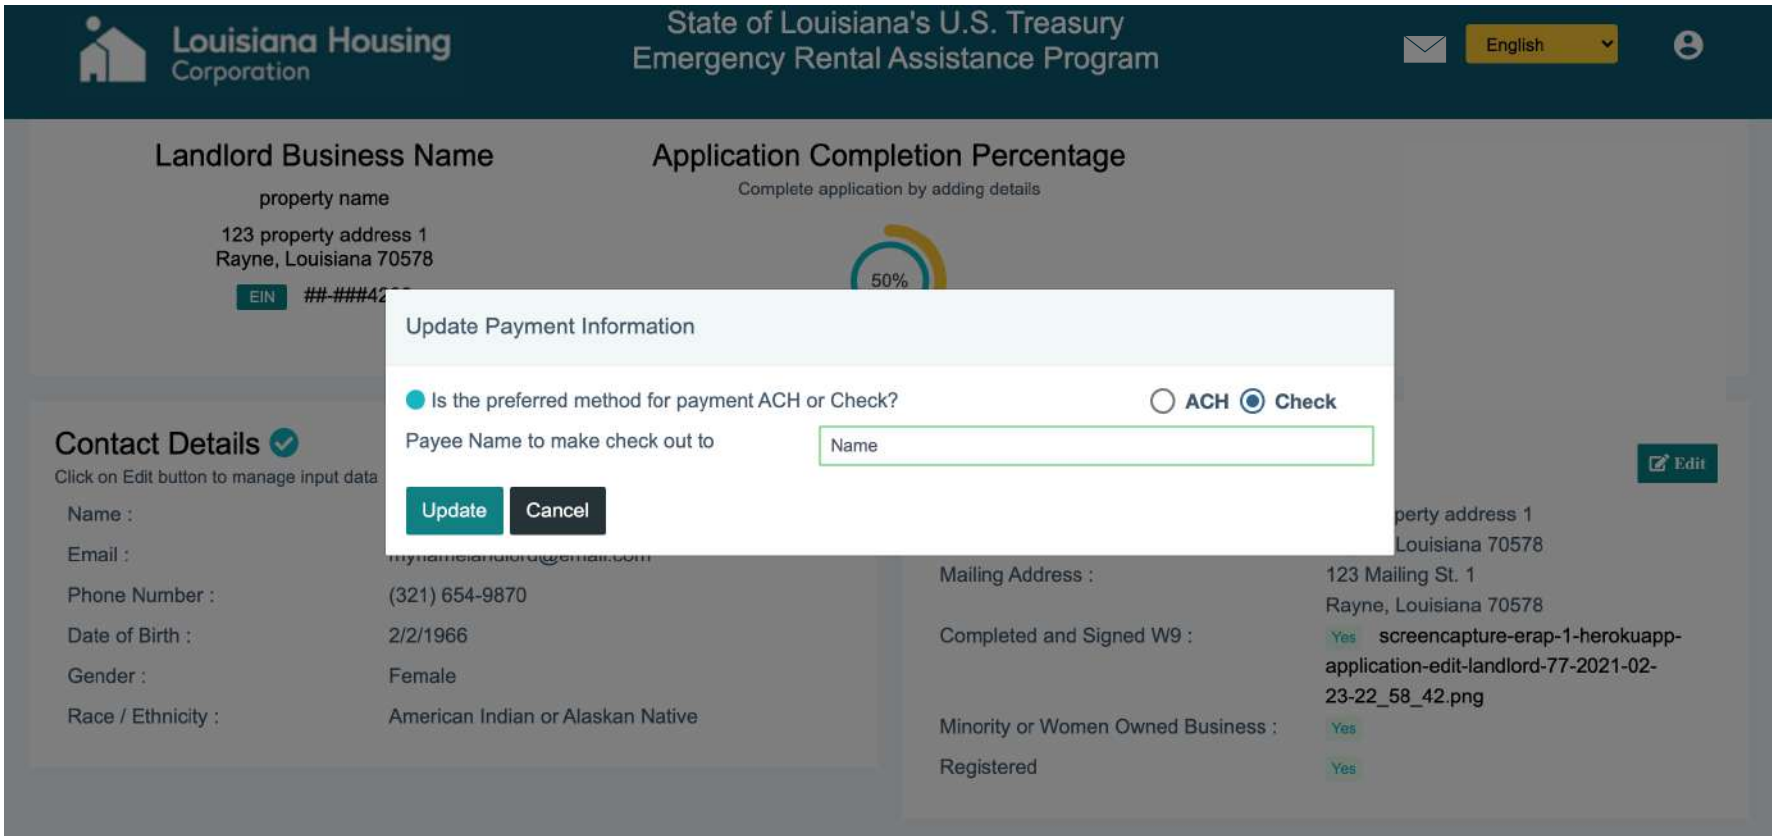 Louisiana Housing
Corporation
State of Louisiana's U.S. Treasury
Emergency Rental Assistance Program
English
Landlord Business Name
property name
123 property address 1
Rayne, Louisiana 70578
EIN ##-###42
Application Completion Percentage
Complete application by adding details
50%
Update Payment Information
Is the preferred method for payment ACH or Check?
ACH Check
Payee Name to make check out to
Name
Update Cancel
Contact Details
Click on Edit button to manage input data
Name :
Email : mynamelandlord@email.com
Phone Number : (321) 654-9870
Date of Birth : 2/2/1966
Gender : Female
Race / Ethnicity : American Indian or Alaskan Native
Edit
perty address 1
Louisiana 70578
Mailing Address : 123 Mailing St. 1
Rayne, Louisiana 70578
Completed and Signed W9 : Yes screencapture-erap-1-herokuapp-
application-edit-landlord-77-2021-02-
23-22_58_42.png
Minority or Women Owned Business : Yes
Registered Yes